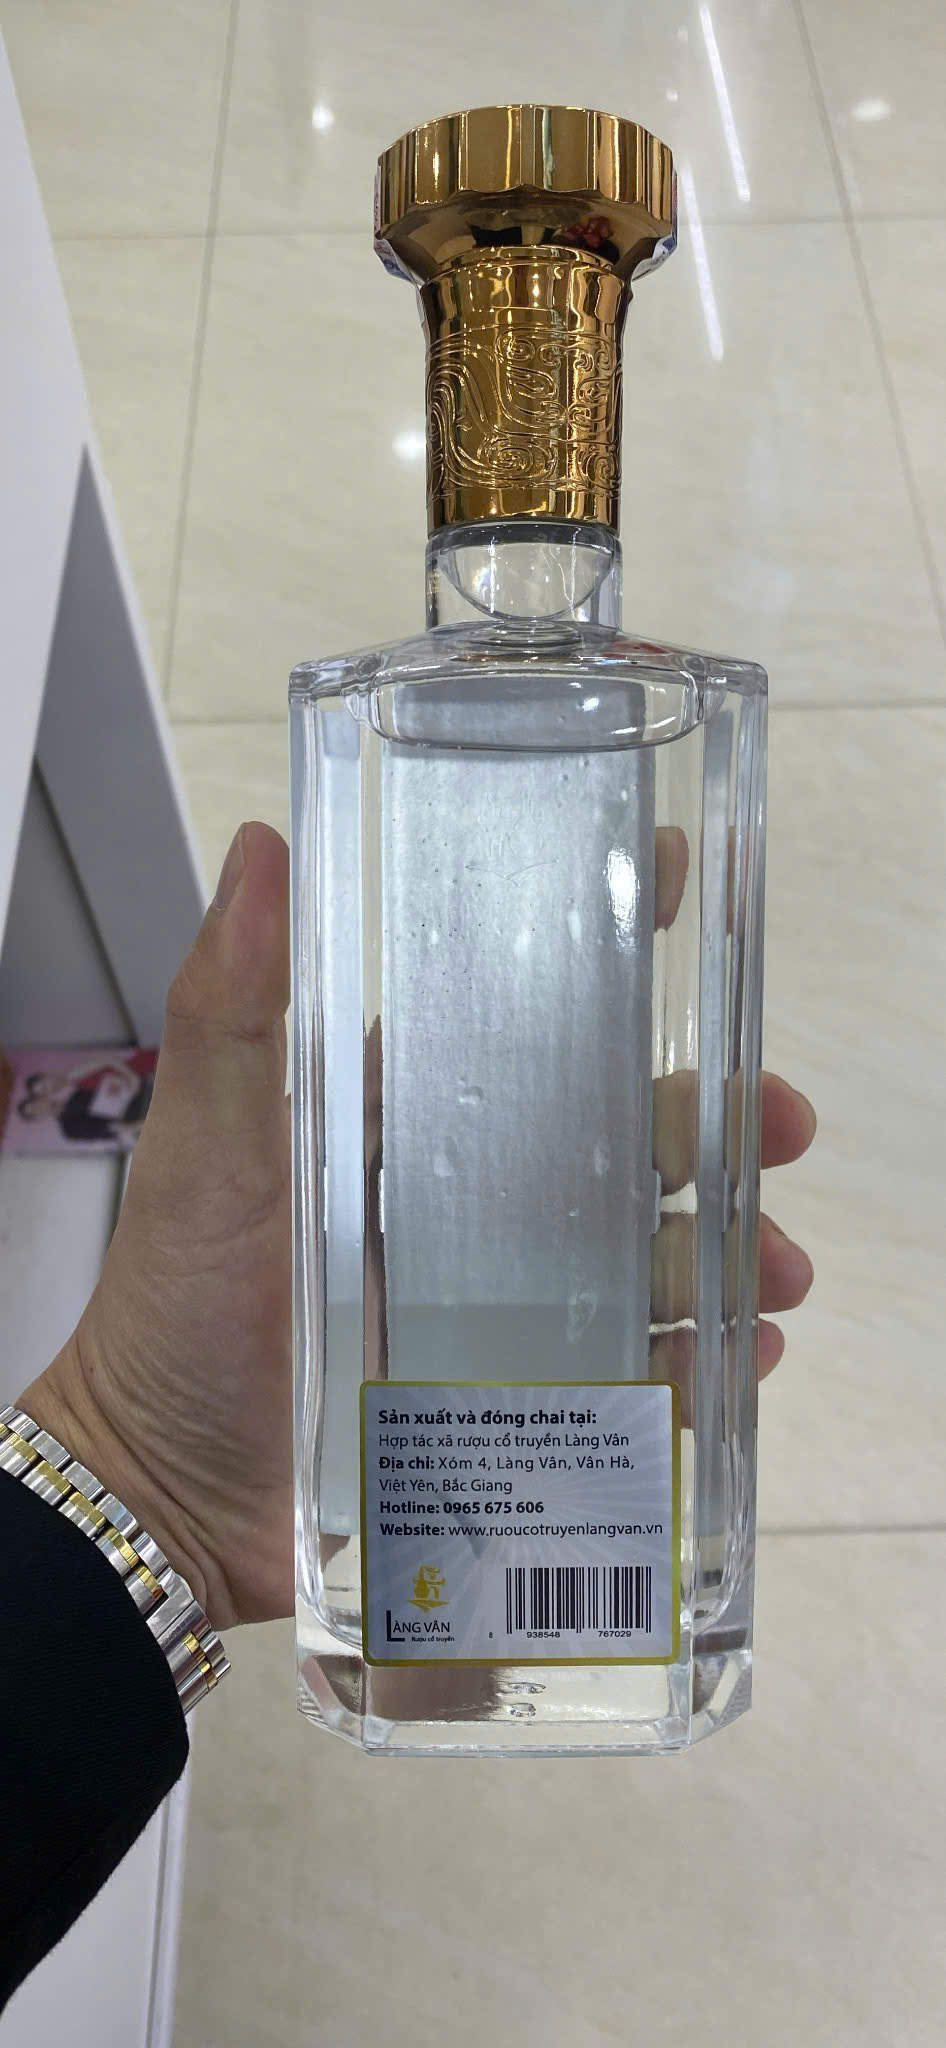 Sản xuất và đóng chai tại:
Hợp tác xã rượu cổ truyền Làng Vân
Địa chỉ: Xóm 4, Làng Vân, Vân Hà,
Việt Yên, Bắc Giang
Hotline: 0965 675 606
Website: www.ruoucotruyenlangvan.vn
LÀNG VÂN
Rượu cổ truyền
8 938548 767029